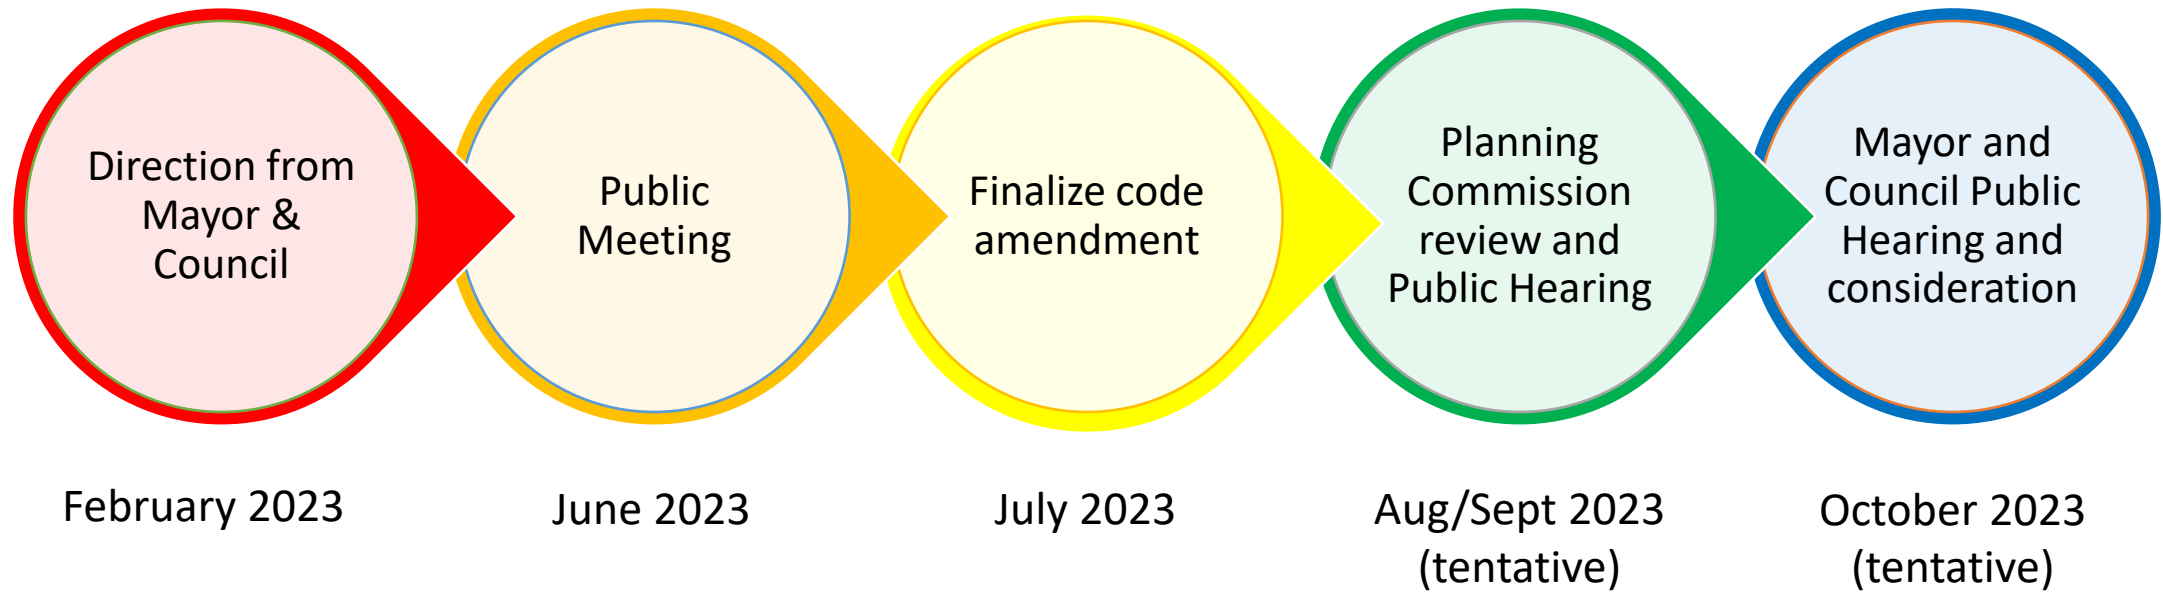 Direction from
Mayor &
Council
Public
Meeting
Finalize code
amendment
Planning
Commission
review and
Public Hearing
Mayor and
Council Public
Hearing and
consideration
February 2023
June 2023
July 2023
Aug/Sept 2023
(tentative)
October 2023
(tentative)